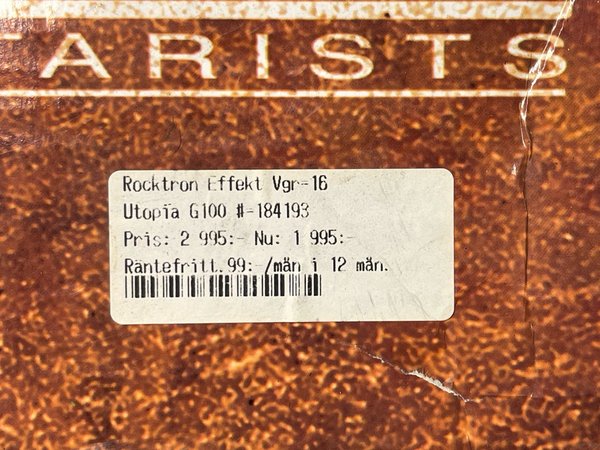 ARISTS
Rocktron Effekt Vgr-16
Utopia G100 #-184193
Pris: 2 995:- Nu: 1 995:-
Räntefritt.99:-/mån i 12 mån.